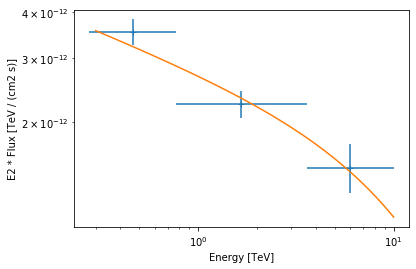 4 × 10⁻¹²
3 × 10⁻¹²
2 × 10⁻¹²
E2 * Flux [TeV / (cm2 s)]
10⁰
10¹
Energy [TeV]